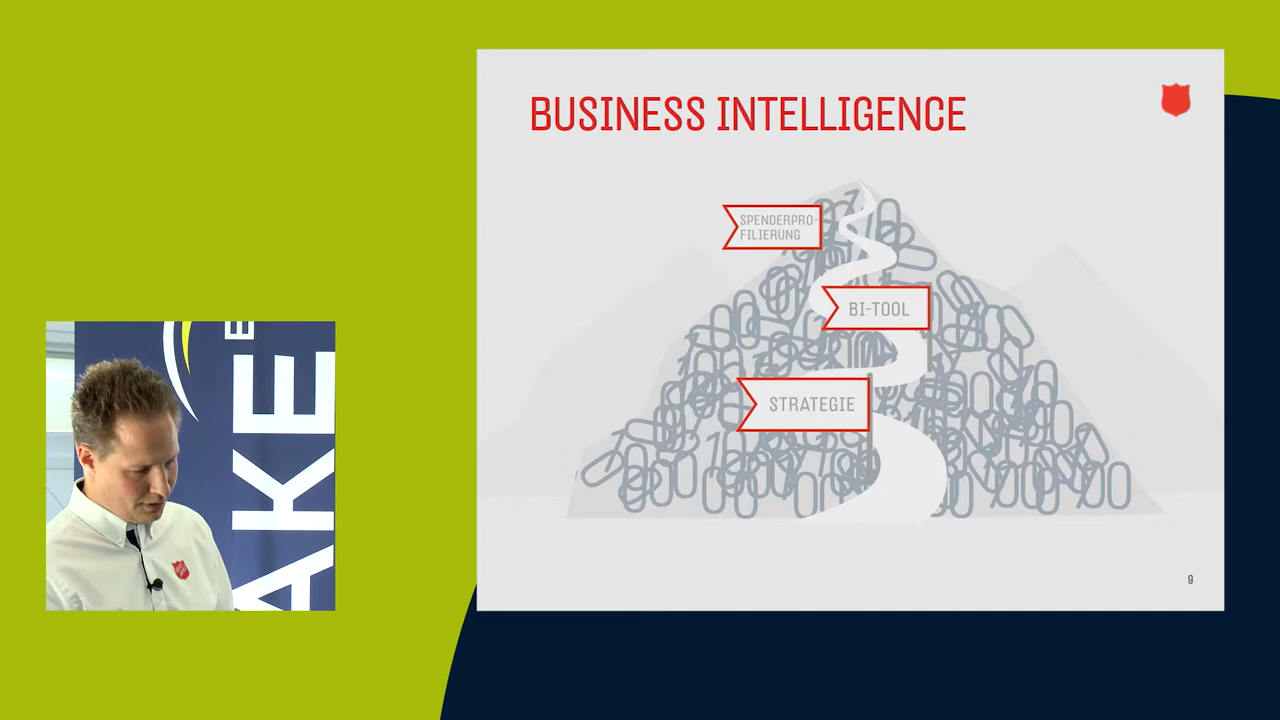 BUSINESS INTELLIGENCE
SPENDERPRO-
FILIERUNG
BI-TOOL
STRATEGIE
9
AKE